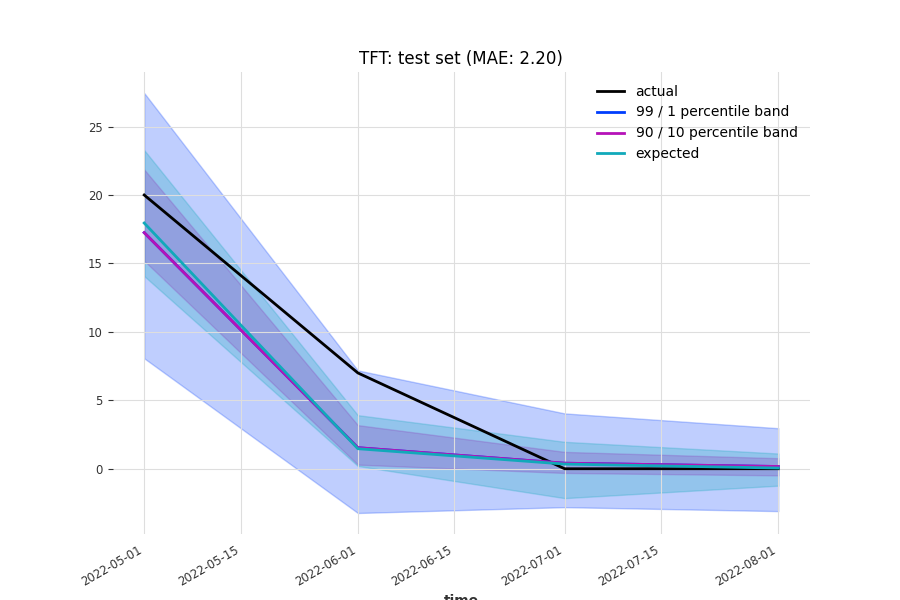 TFT: test set (MAE: 2.20)
actual
99 / 1 percentile band
90 / 10 percentile band
expected
25
20
15
10
5
0
2022-05-01
2022-05-15
2022-06-01
2022-06-15
2022-07-01
2022-07-15
2022-08-01
time